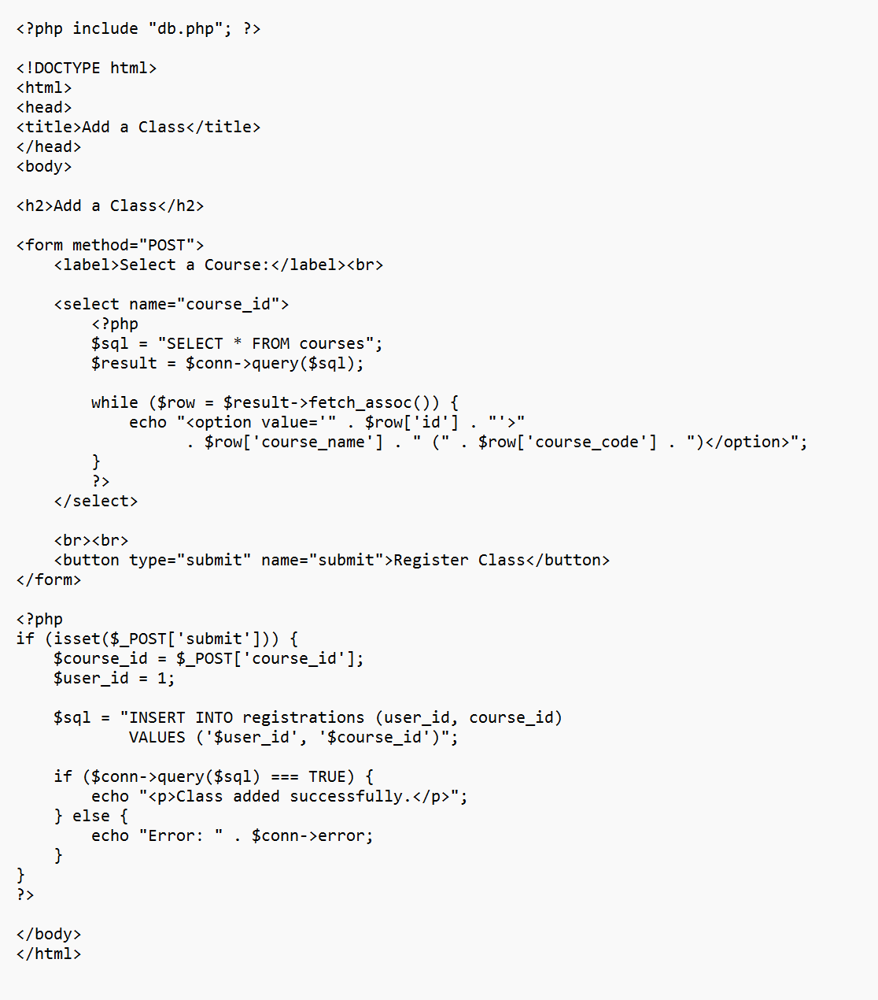 <?php include "db.php"; ?>

<!DOCTYPE html>
<html>
<head>
<title>Add a Class</title>
</head>
<body>

<h2>Add a Class</h2>

<form method="POST">
    <label>Select a Course:</label><br>

    <select name="course_id">
        <?php
        $sql = "SELECT * FROM courses";
        $result = $conn->query($sql);

        while ($row = $result->fetch_assoc()) {
            echo "<option value='" . $row['id'] . "'>"
                  . $row['course_name'] . " (" . $row['course_code'] . ")</option>";
        }
        ?>
    </select>

    <br><br>
    <button type="submit" name="submit">Register Class</button>
</form>

<?php
if (isset($_POST['submit'])) {
    $course_id = $_POST['course_id'];
    $user_id = 1;

    $sql = "INSERT INTO registrations (user_id, course_id)
            VALUES ('$user_id', '$course_id')";

    if ($conn->query($sql) === TRUE) {
        echo "<p>Class added successfully.</p>";
    } else {
        echo "Error: " . $conn->error;
    }
}
?>

</body>
</html>